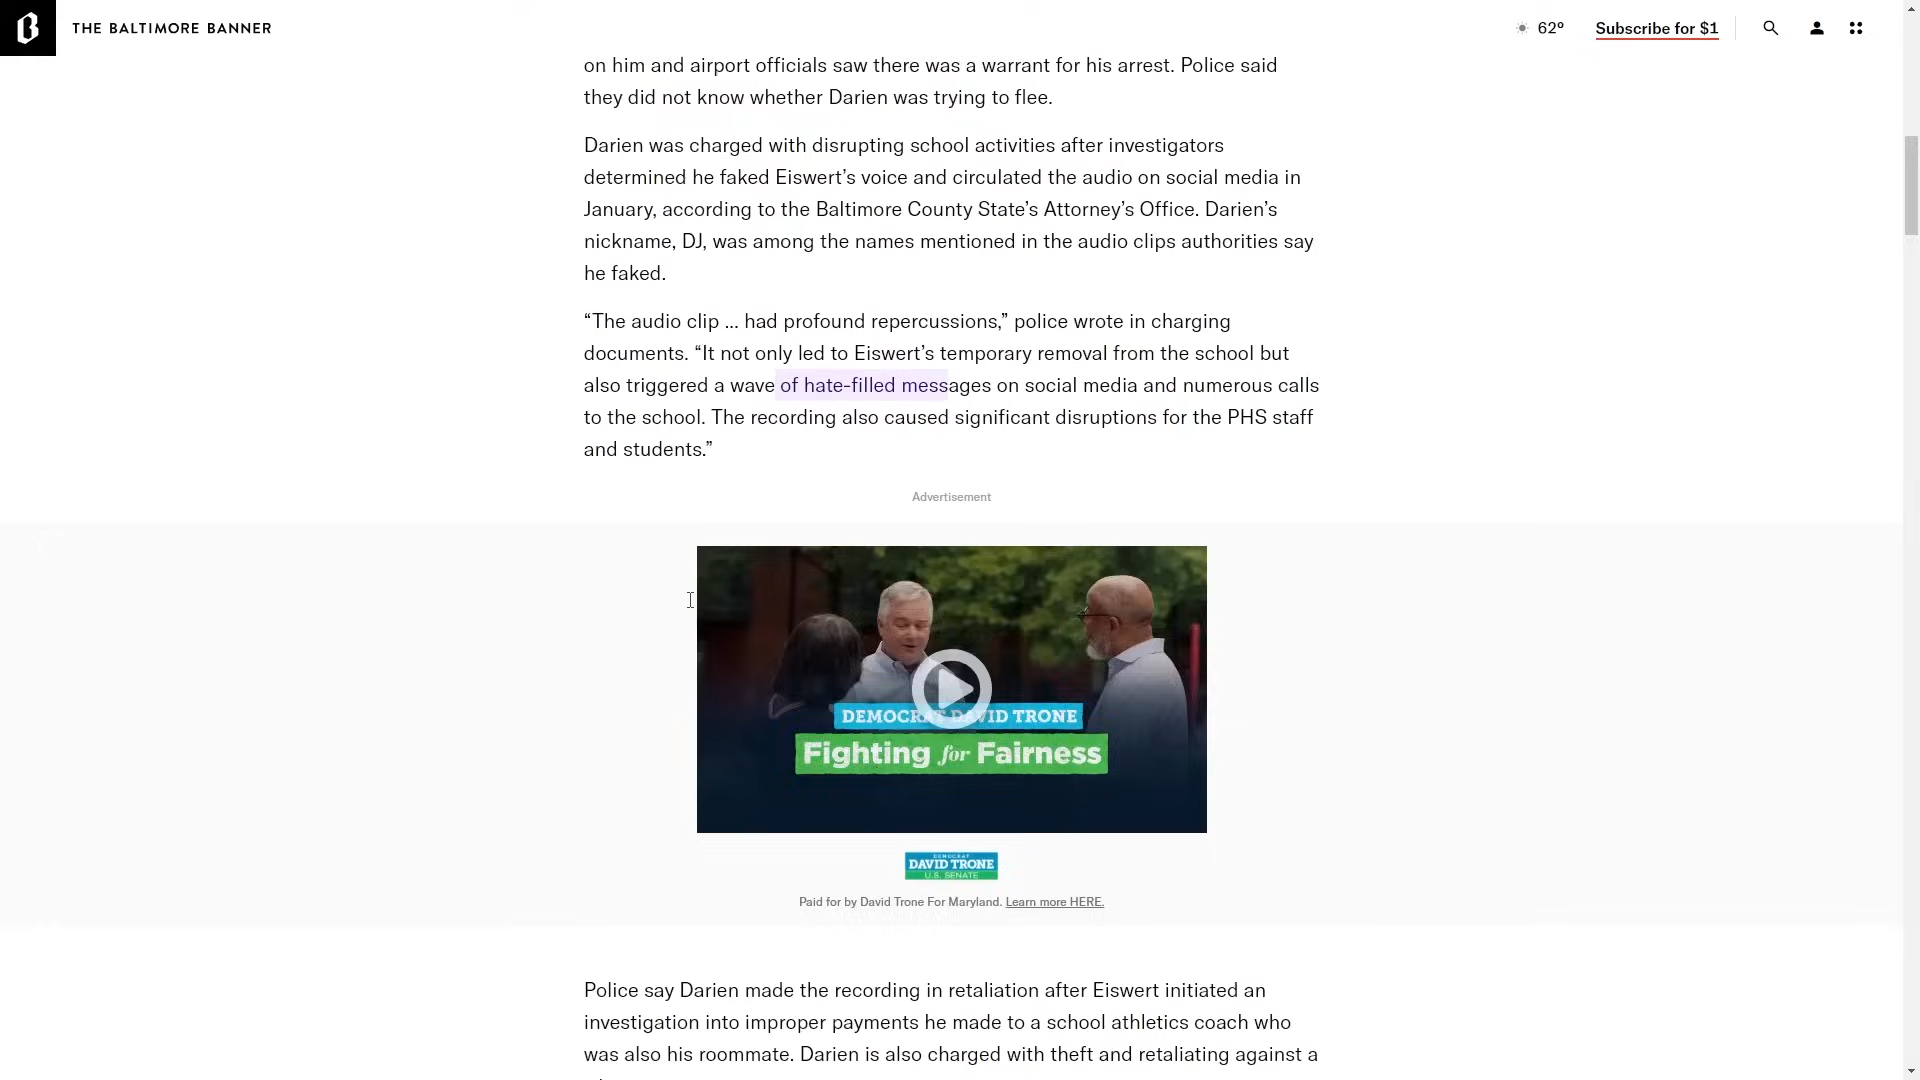 THE BALTIMORE BANNER
62°
Subscribe for $1
on him and airport officials saw there was a warrant for his arrest. Police said
they did not know whether Darien was trying to flee.
Darien was charged with disrupting school activities after investigators
determined he faked Eiswert’s voice and circulated the audio on social media in
January, according to the Baltimore County State’s Attorney’s Office. Darien’s
nickname, DJ, was among the names mentioned in the audio clips authorities say
he faked.
“The audio clip ... had profound repercussions,” police wrote in charging
documents. “It not only led to Eiswert’s temporary removal from the school but
also triggered a wave of hate-filled messages on social media and numerous calls
to the school. The recording also caused significant disruptions for the PHS staff
and students.”
Advertisement
DEMOCRAT DAVID TRONE
Fighting for Fairness
DEMOCRAT
DAVID TRONE
U.S. SENATE
Paid for by David Trone For Maryland. Learn more HERE.
Police say Darien made the recording in retaliation after Eiswert initiated an
investigation into improper payments he made to a school athletics coach who
was also his roommate. Darien is also charged with theft and retaliating against a